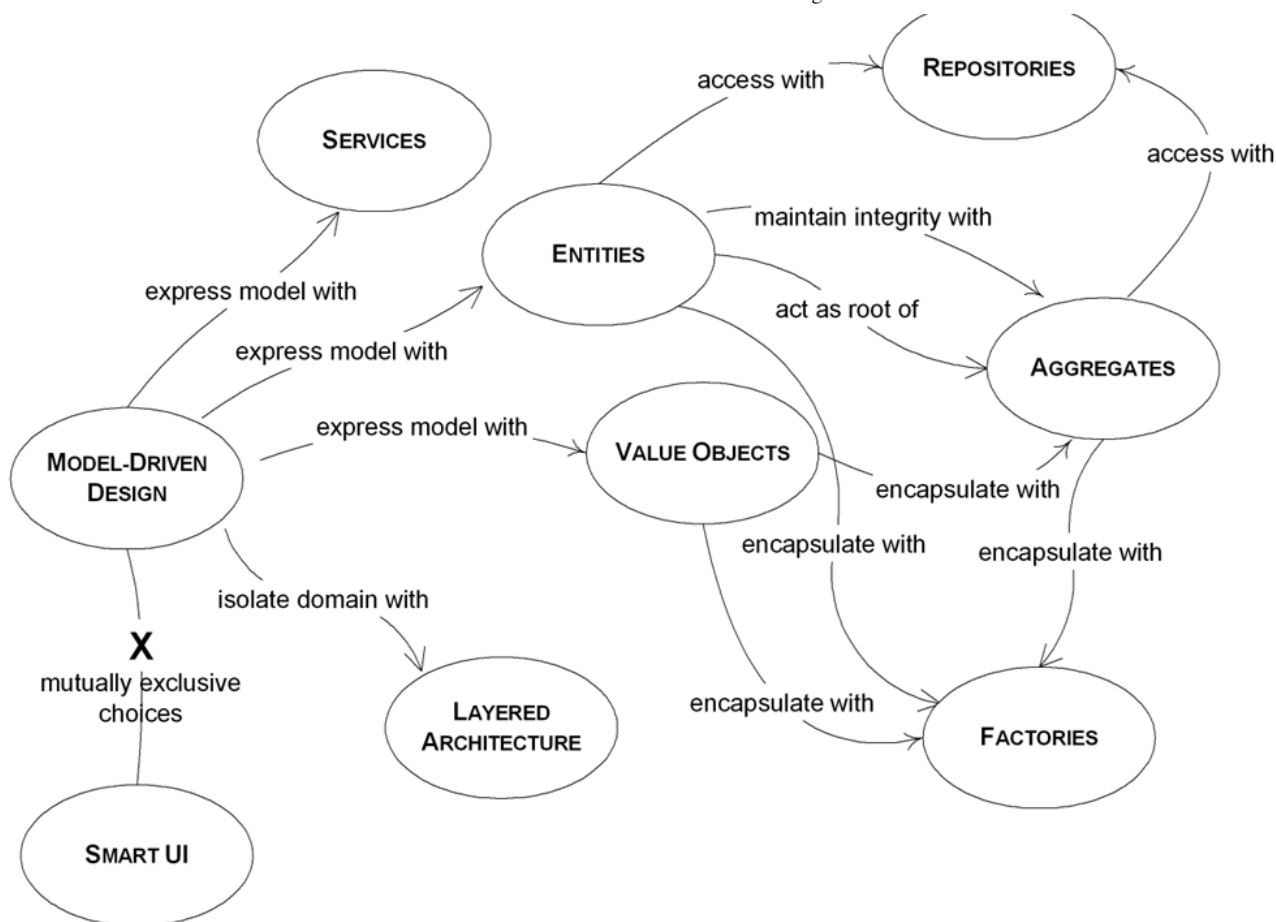 REPOSITORIES
access with
SERVICES
access with
maintain integrity with
ENTITIES
express model with
act as root of
express model with
AGGREGATES
express model with
VALUE OBJECTS
MODEL-DRIVEN
DESIGN
encapsulate with
encapsulate with
encapsulate with
isolate domain with
X
mutually exclusive
choices
encapsulate with
LAYERED
ARCHITECTURE
FACTORIES
SMART UI